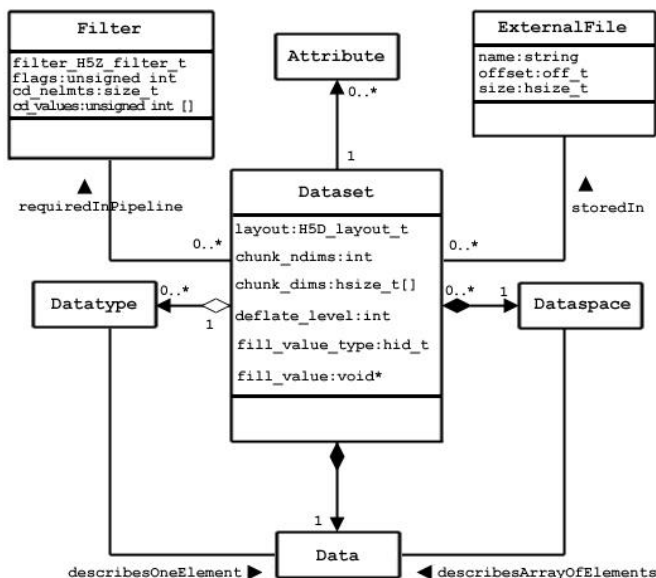 Filter
filter_H5Z_filter_t
flags:unsigned int
cd_nelmts:size_t
cd_values:unsigned int []
Attribute
0..*
1
ExternalFile
name:string
offset:off_t
size:hsize_t
requiredInPipeline
0..*
storedIn
0..*
Dataset
layout:H5D_layout_t
chunk_ndims:int
chunk_dims:hsize_t[]
deflate_level:int
fill_value_type:hid_t
fill_value:void*
Datatype
0..*
1
0..*
1
Dataspace
1
Data
describesOneElement
describesArrayOfElements